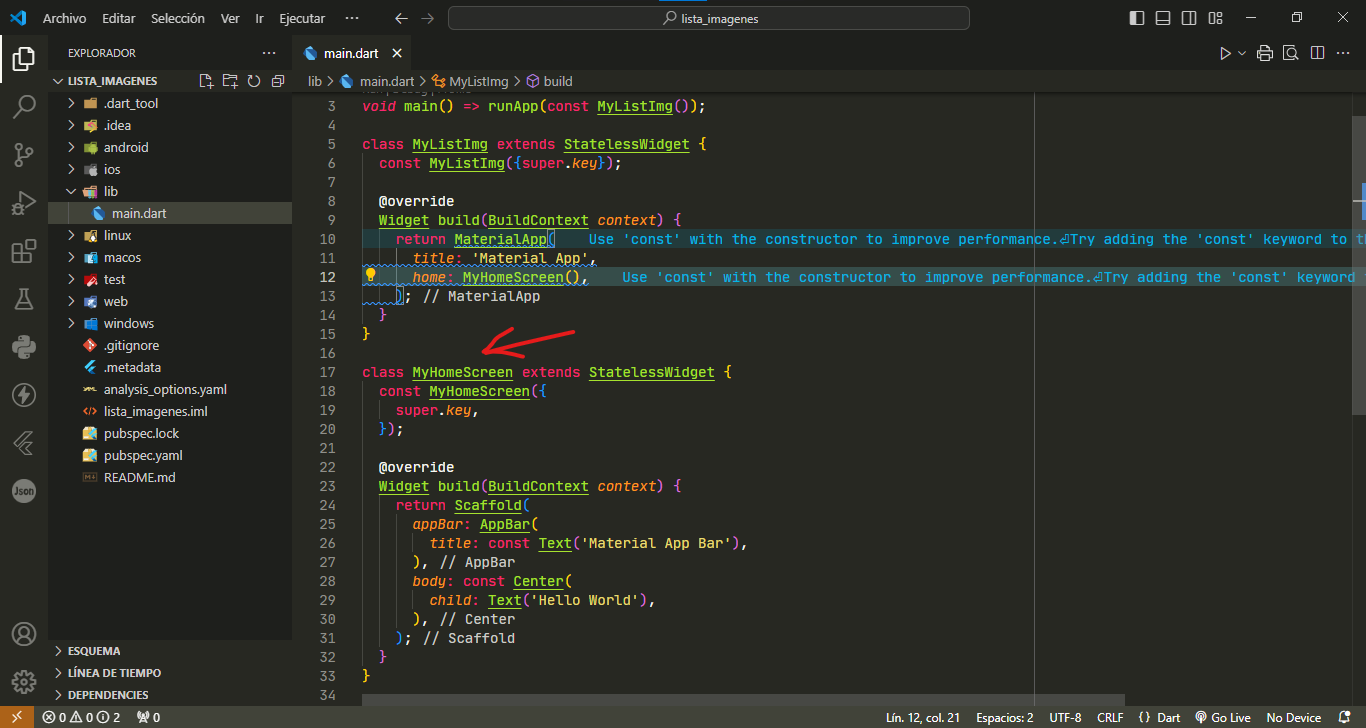 Archivo Editar Selección Ver Ir Ejecutar ··· lista_imagenes
EXPLORADOR ···
LISTA_IMAGENES
.dart_tool
.idea
android
ios
lib
main.dart
linux
macos
test
web
windows
.gitignore
.metadata
analysis_options.yaml
lista_imagenes.iml
pubspec.lock
pubspec.yaml
README.md
Json
ESQUEMA
LÍNEA DE TIEMPO
DEPENDENCIES
main.dart
lib > main.dart > MyListImg > build
3 void main() => runApp(const MyListImg());
4
5 class MyListImg extends StatelessWidget {
6 const MyListImg({super.key});
7
8 @override
9 Widget build(BuildContext context) {
10 return MaterialApp( Use 'const' with the constructor to improve performance.⏎Try adding the 'const' keyword to th
11 title: 'Material App',
12 home: MyHomeScreen(), Use 'const' with the constructor to improve performance.⏎Try adding the 'const' keyword
13 ); // MaterialApp
14 }
15 }
16
17 class MyHomeScreen extends StatelessWidget {
18 const MyHomeScreen({
19 super.key,
20 });
21
22 @override
23 Widget build(BuildContext context) {
24 return Scaffold(
25 appBar: AppBar(
26 title: const Text('Material App Bar'),
27 ), // AppBar
28 body: const Center(
29 child: Text('Hello World'),
30 ), // Center
31 ); // Scaffold
32 }
33 }
34
0 0 2 0 Lín. 12, col. 21 Espacios: 2 UTF-8 CRLF {} Dart Go Live No Device